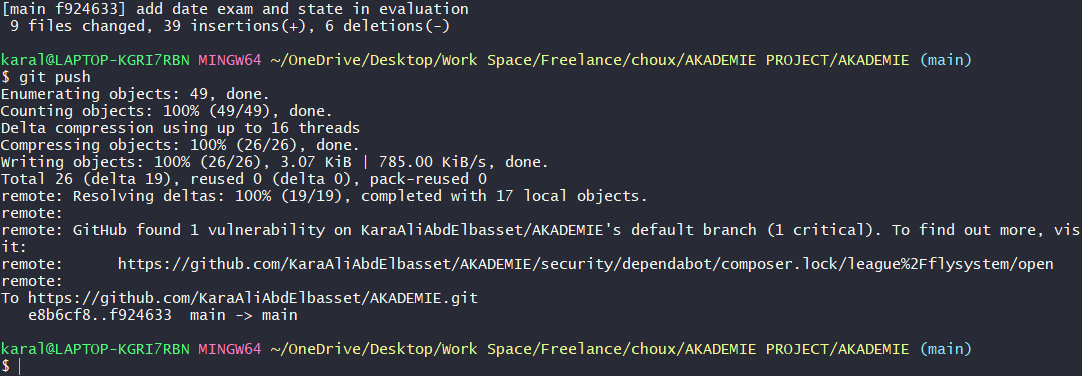 [main f924633] add date exam and state in evaluation
 9 files changed, 39 insertions(+), 6 deletions(-)
karal@LAPTOP-KGRI7RBN MINGW64 ~/OneDrive/Desktop/Work Space/Freelance/choux/AKADEMIE PROJECT/AKADEMIE (main)
$ git push
Enumerating objects: 49, done.
Counting objects: 100% (49/49), done.
Delta compression using up to 16 threads
Compressing objects: 100% (26/26), done.
Writing objects: 100% (26/26), 3.07 KiB | 785.00 KiB/s, done.
Total 26 (delta 19), reused 0 (delta 0), pack-reused 0
remote: Resolving deltas: 100% (19/19), completed with 17 local objects.
remote:
remote: GitHub found 1 vulnerability on KaraAliAbdElbasset/AKADEMIE's default branch (1 critical). To find out more, vis
it:
remote:      https://github.com/KaraAliAbdElbasset/AKADEMIE/security/dependabot/composer.lock/league%2Fflysystem/open
remote:
To https://github.com/KaraAliAbdElbasset/AKADEMIE.git
   e8b6cf8..f924633  main -> main
karal@LAPTOP-KGRI7RBN MINGW64 ~/OneDrive/Desktop/Work Space/Freelance/choux/AKADEMIE PROJECT/AKADEMIE (main)
$